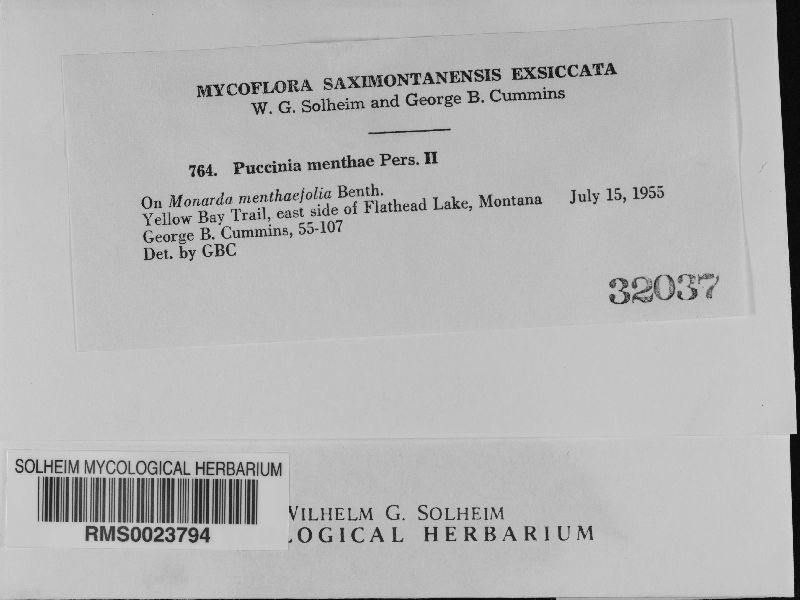 MYCOFLORA SAXIMONTANENSIS EXSICCATA
W. G. Solheim and George B. Cummins
764. Puccinia menthae Pers. II
On Monarda menthaefolia Benth.
Yellow Bay Trail, east side of Flathead Lake, Montana July 15, 1955
George B. Cummins, 55-107
Det. by GBC
32037
SOLHEIM MYCOLOGICAL HERBARIUM
RMS0023794
WILHELM G. SOLHEIM
LOGICAL HERBARIUM